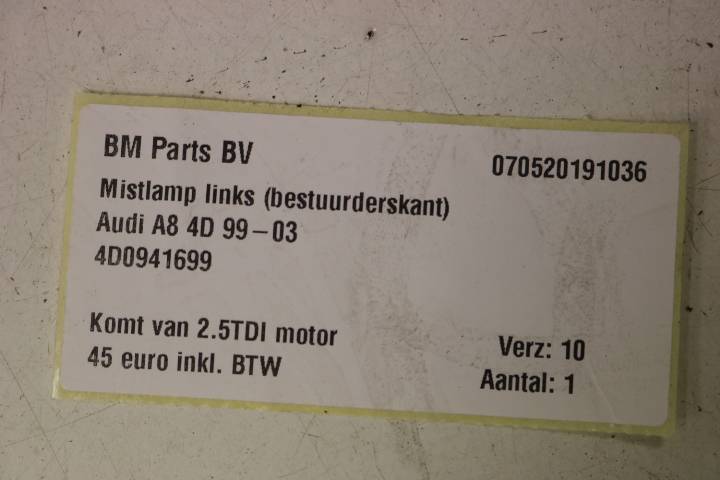 BM Parts BV
070520191036
Mistlamp links (bestuurderskant)
Audi A8 4D 99-03
4D0941699
Komt van 2.5TDI motor
45 euro inkl. BTW
Verz: 10
Aantal: 1